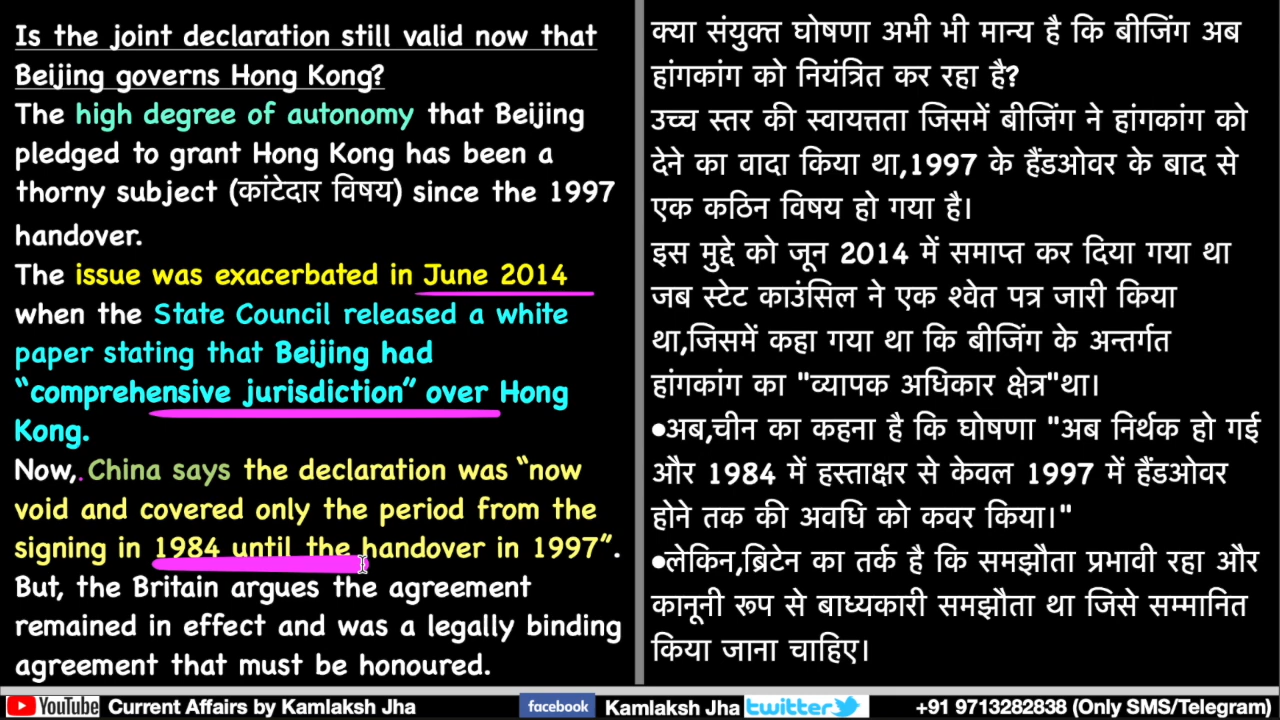 Is the joint declaration still valid now that
Beijing governs Hong Kong?
The high degree of autonomy that Beijing
pledged to grant Hong Kong has been a
thorny subject (कांटेदार विषय) since the 1997
handover.
The issue was exacerbated in June 2014
when the State Council released a white
paper stating that Beijing had
“comprehensive jurisdiction” over Hong
Kong.
Now, China says the declaration was “now
void and covered only the period from the
signing in 1984 until the handover in 1997”.
But, the Britain argues the agreement
remained in effect and was a legally binding
agreement that must be honoured.
क्या संयुक्त घोषणा अभी भी मान्य है कि बीजिंग अब
हांगकांग को नियंत्रित कर रहा है?
उच्च स्तर की स्वायत्तता जिसमें बीजिंग ने हांगकांग को
देने का वादा किया था,1997 के हैंडओवर के बाद से
एक कठिन विषय हो गया है।
इस मुद्दे को जून 2014 में समाप्त कर दिया गया था
जब स्टेट काउंसिल ने एक श्वेत पत्र जारी किया
था,जिसमें कहा गया था कि बीजिंग के अन्तर्गत
हांगकांग का "व्यापक अधिकार क्षेत्र"था।
●अब,चीन का कहना है कि घोषणा "अब निर्थक हो गई
और 1984 में हस्ताक्षर से केवल 1997 में हैंडओवर
होने तक की अवधि को कवर किया।"
●लेकिन,ब्रिटेन का तर्क है कि समझौता प्रभावी रहा और
कानूनी रूप से बाध्यकारी समझौता था जिसे सम्मानित
किया जाना चाहिए।
YouTube Current Affairs by Kamlaksh Jha facebook Kamlaksh Jha twitter +91 9713282838 (Only SMS/Telegram)